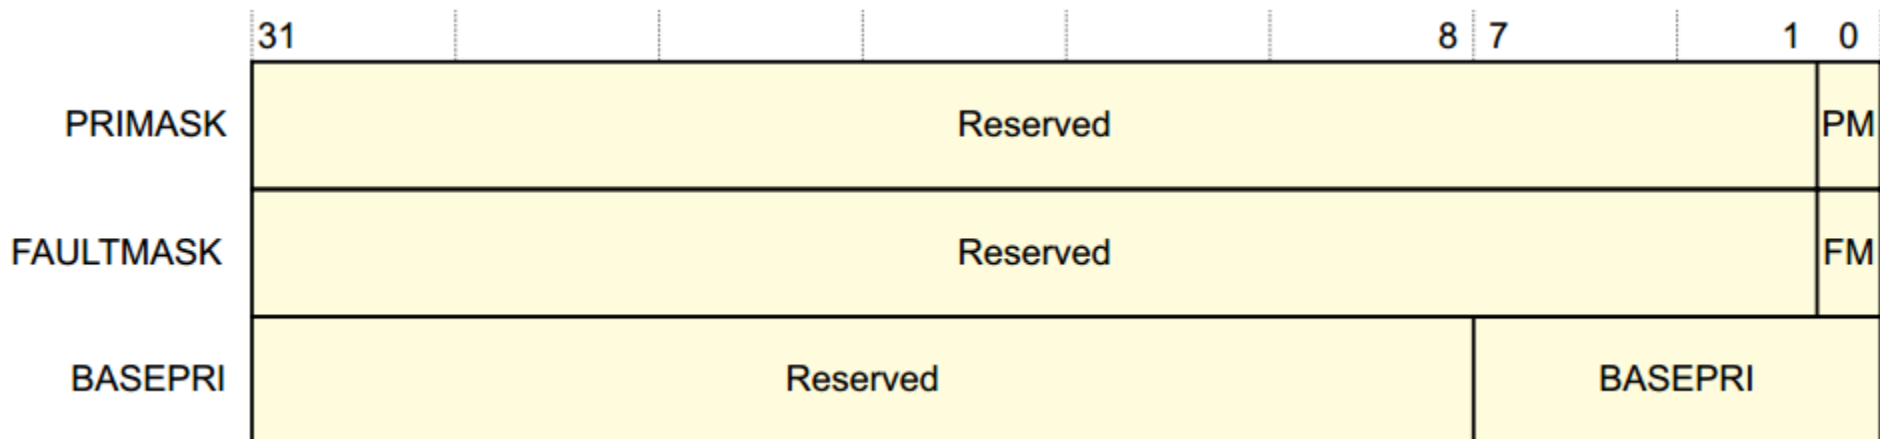 31 8 7 1 0
PRIMASK Reserved PM
FAULTMASK Reserved FM
BASEPRI Reserved BASEPRI